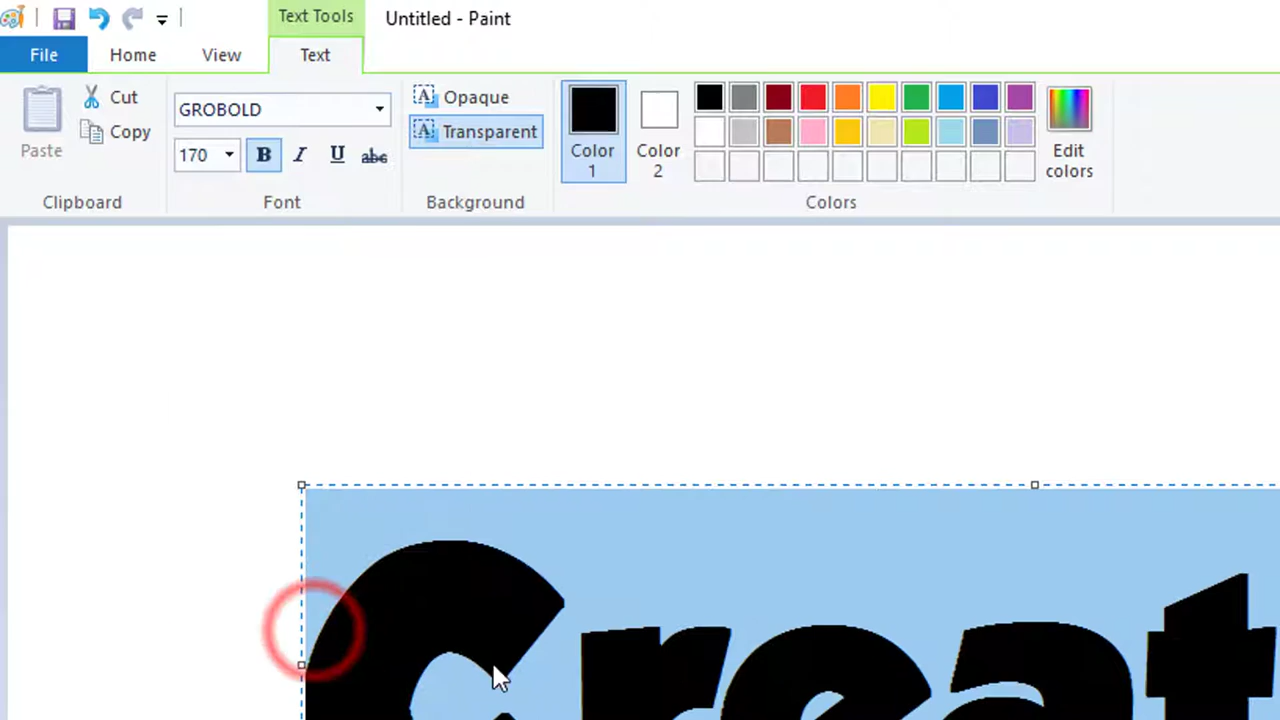 Text Tools Untitled - Paint
File Home View Text
Paste Cut Copy
GROBOLD
170 B I U abc
A Opaque
A Transparent
Color 1 Color 2 Edit colors
Clipboard Font Background Colors
Creat